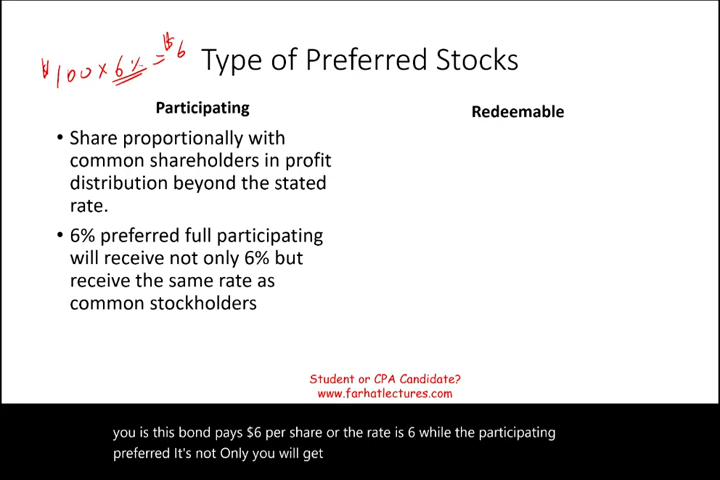 $100 × 6% = $6
Type of Preferred Stocks
Participating
• Share proportionally with
common shareholders in profit
distribution beyond the stated
rate.
• 6% preferred full participating
will receive not only 6% but
receive the same rate as
common stockholders
Redeemable
Student or CPA Candidate?
www.farhatlectures.com
you is this bond pays $6 per share or the rate is 6 while the participating
preferred It's not Only you will get